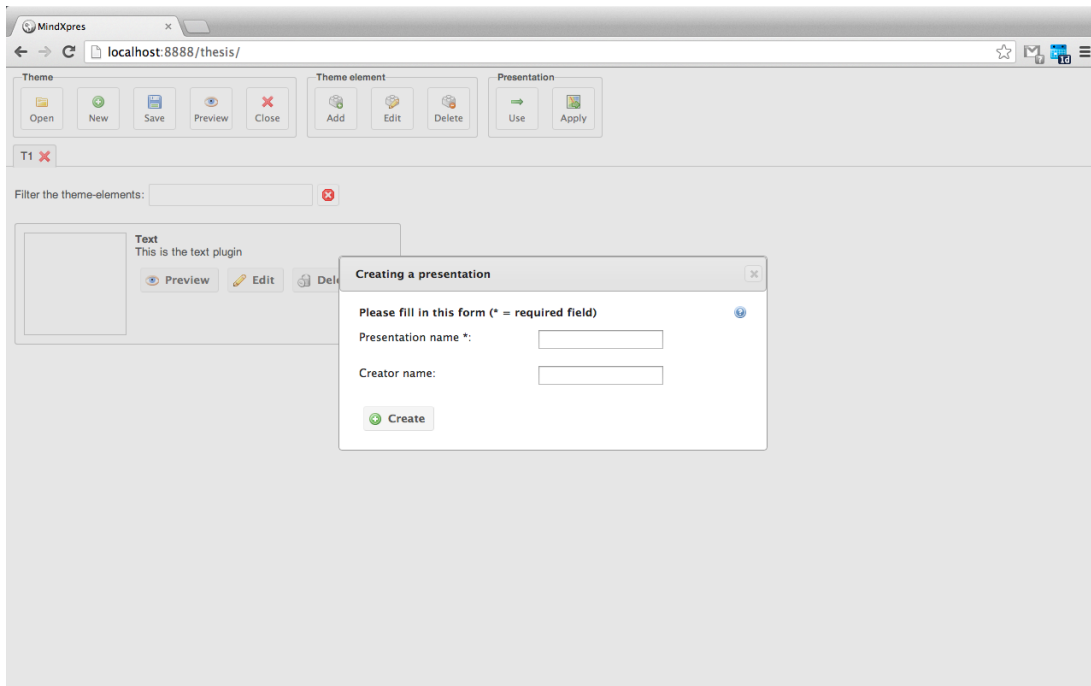 MindXpres
localhost:8888/thesis/
1d
Theme
Theme element
Presentation
Open New Save Preview Close Add Edit Delete Use Apply
T1
Filter the theme-elements:
Text
This is the text plugin
Preview Edit
Creating a presentation
Please fill in this form (* = required field)
Presentation name *:
Creator name:
Create